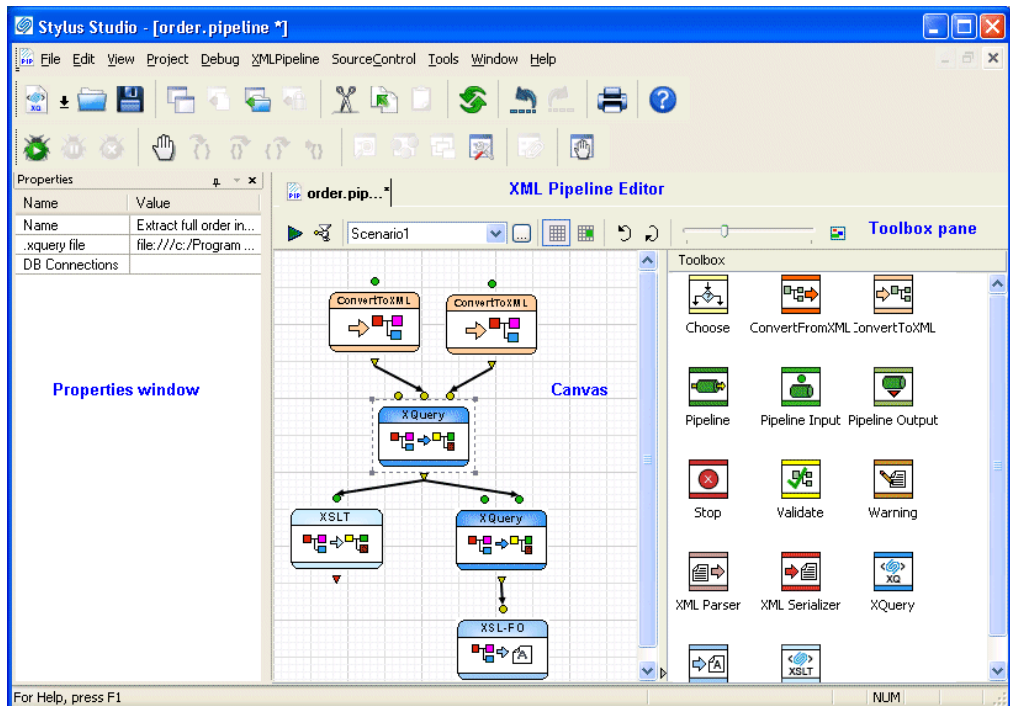 Stylus Studio - [order.pipeline *]
File Edit View Project Debug XMLPipeline SourceControl Tools Window Help
Properties
Name Value
Name Extract full order in...
.xquery file file:///c:/Program ...
DB Connections
Properties window
order.pip...*
XML Pipeline Editor
Scenario1
...
Toolbox pane
ConvertToXML
ConvertToXML
XQuery
Canvas
XSLT
XQuery
XSL-FO
Toolbox
Choose ConvertFromXML ConvertToXML
Pipeline Pipeline Input Pipeline Output
Stop Validate Warning
XML Parser XML Serializer XQuery
XQ
XQ
XSLT
PIP
PIP
A
A
For Help, press F1
NUM